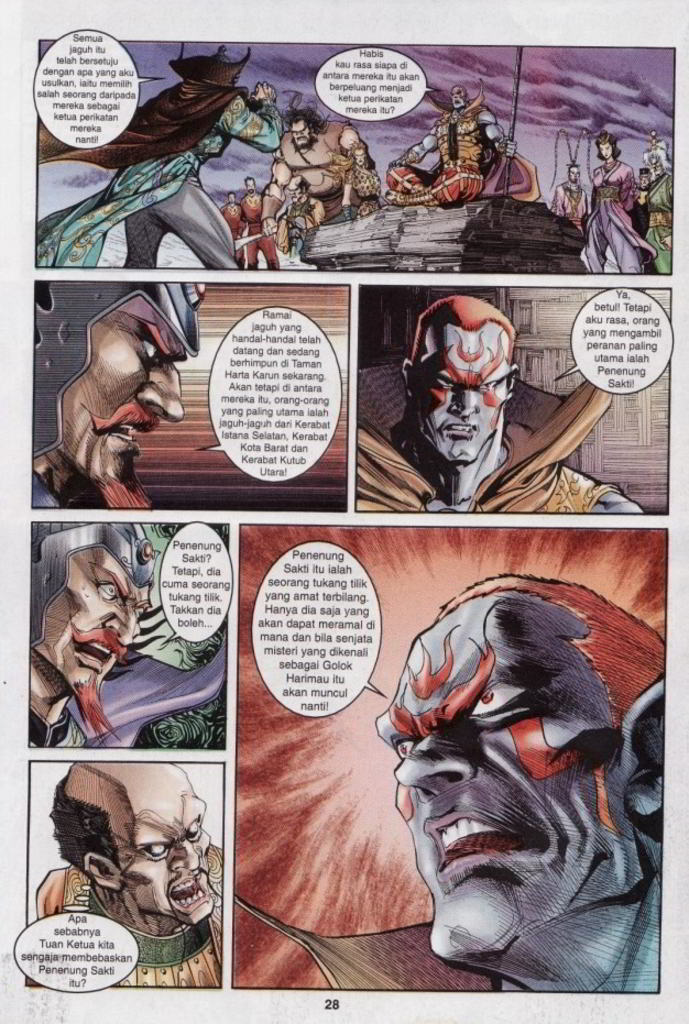 Semua
jaguh itu
telah bersetuju
dengan apa yang aku
usulkan, iaitu memilih
salah seorang daripada
mereka sebagai
ketua perikatan
mereka
nanti!
Habis
kau rasa siapa di
antara mereka itu akan
berpeluang menjadi
ketua perikatan
mereka itu?
Ramai
jaguh yang
handal-handal telah
datang dan sedang
berhimpun di Taman
Harta Karun sekarang.
Akan tetapi di antara
mereka itu, orang-orang
yang paling utama ialah
jaguh-jaguh dari Kerabat
Istana Selatan, Kerabat
Kota Barat dan
Kerabat Kutub
Utara!
Ya,
betul! Tetapi
aku rasa, orang
yang mengambil
peranan paling
utama ialah
Penenung
Sakti!
Penenung
Sakti?
Tetapi, dia
cuma seorang
tukang tilik.
Takkan dia
boleh...
Penenung
Sakti itu ialah
seorang tukang tilik
yang amat terbilang.
Hanya dia saja yang
akan dapat meramal di
mana dan bila senjata
misteri yang dikenali
sebagai Golok
Harimau itu
akan muncul
nanti!
Apa
sebabnya
Tuan Ketua kita
sengaja membebaskan
Penenung Sakti
itu?
28